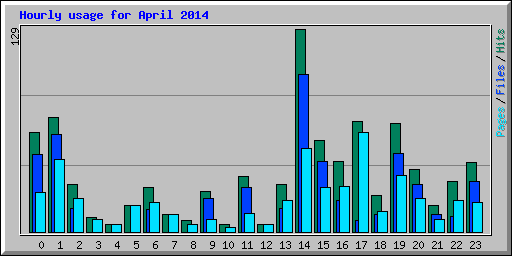 Hourly usage for April 2014
129
Pages/Files/Hits
0 1 2 3 4 5 6 7 8 9 10 11 12 13 14 15 16 17 18 19 20 21 22 23